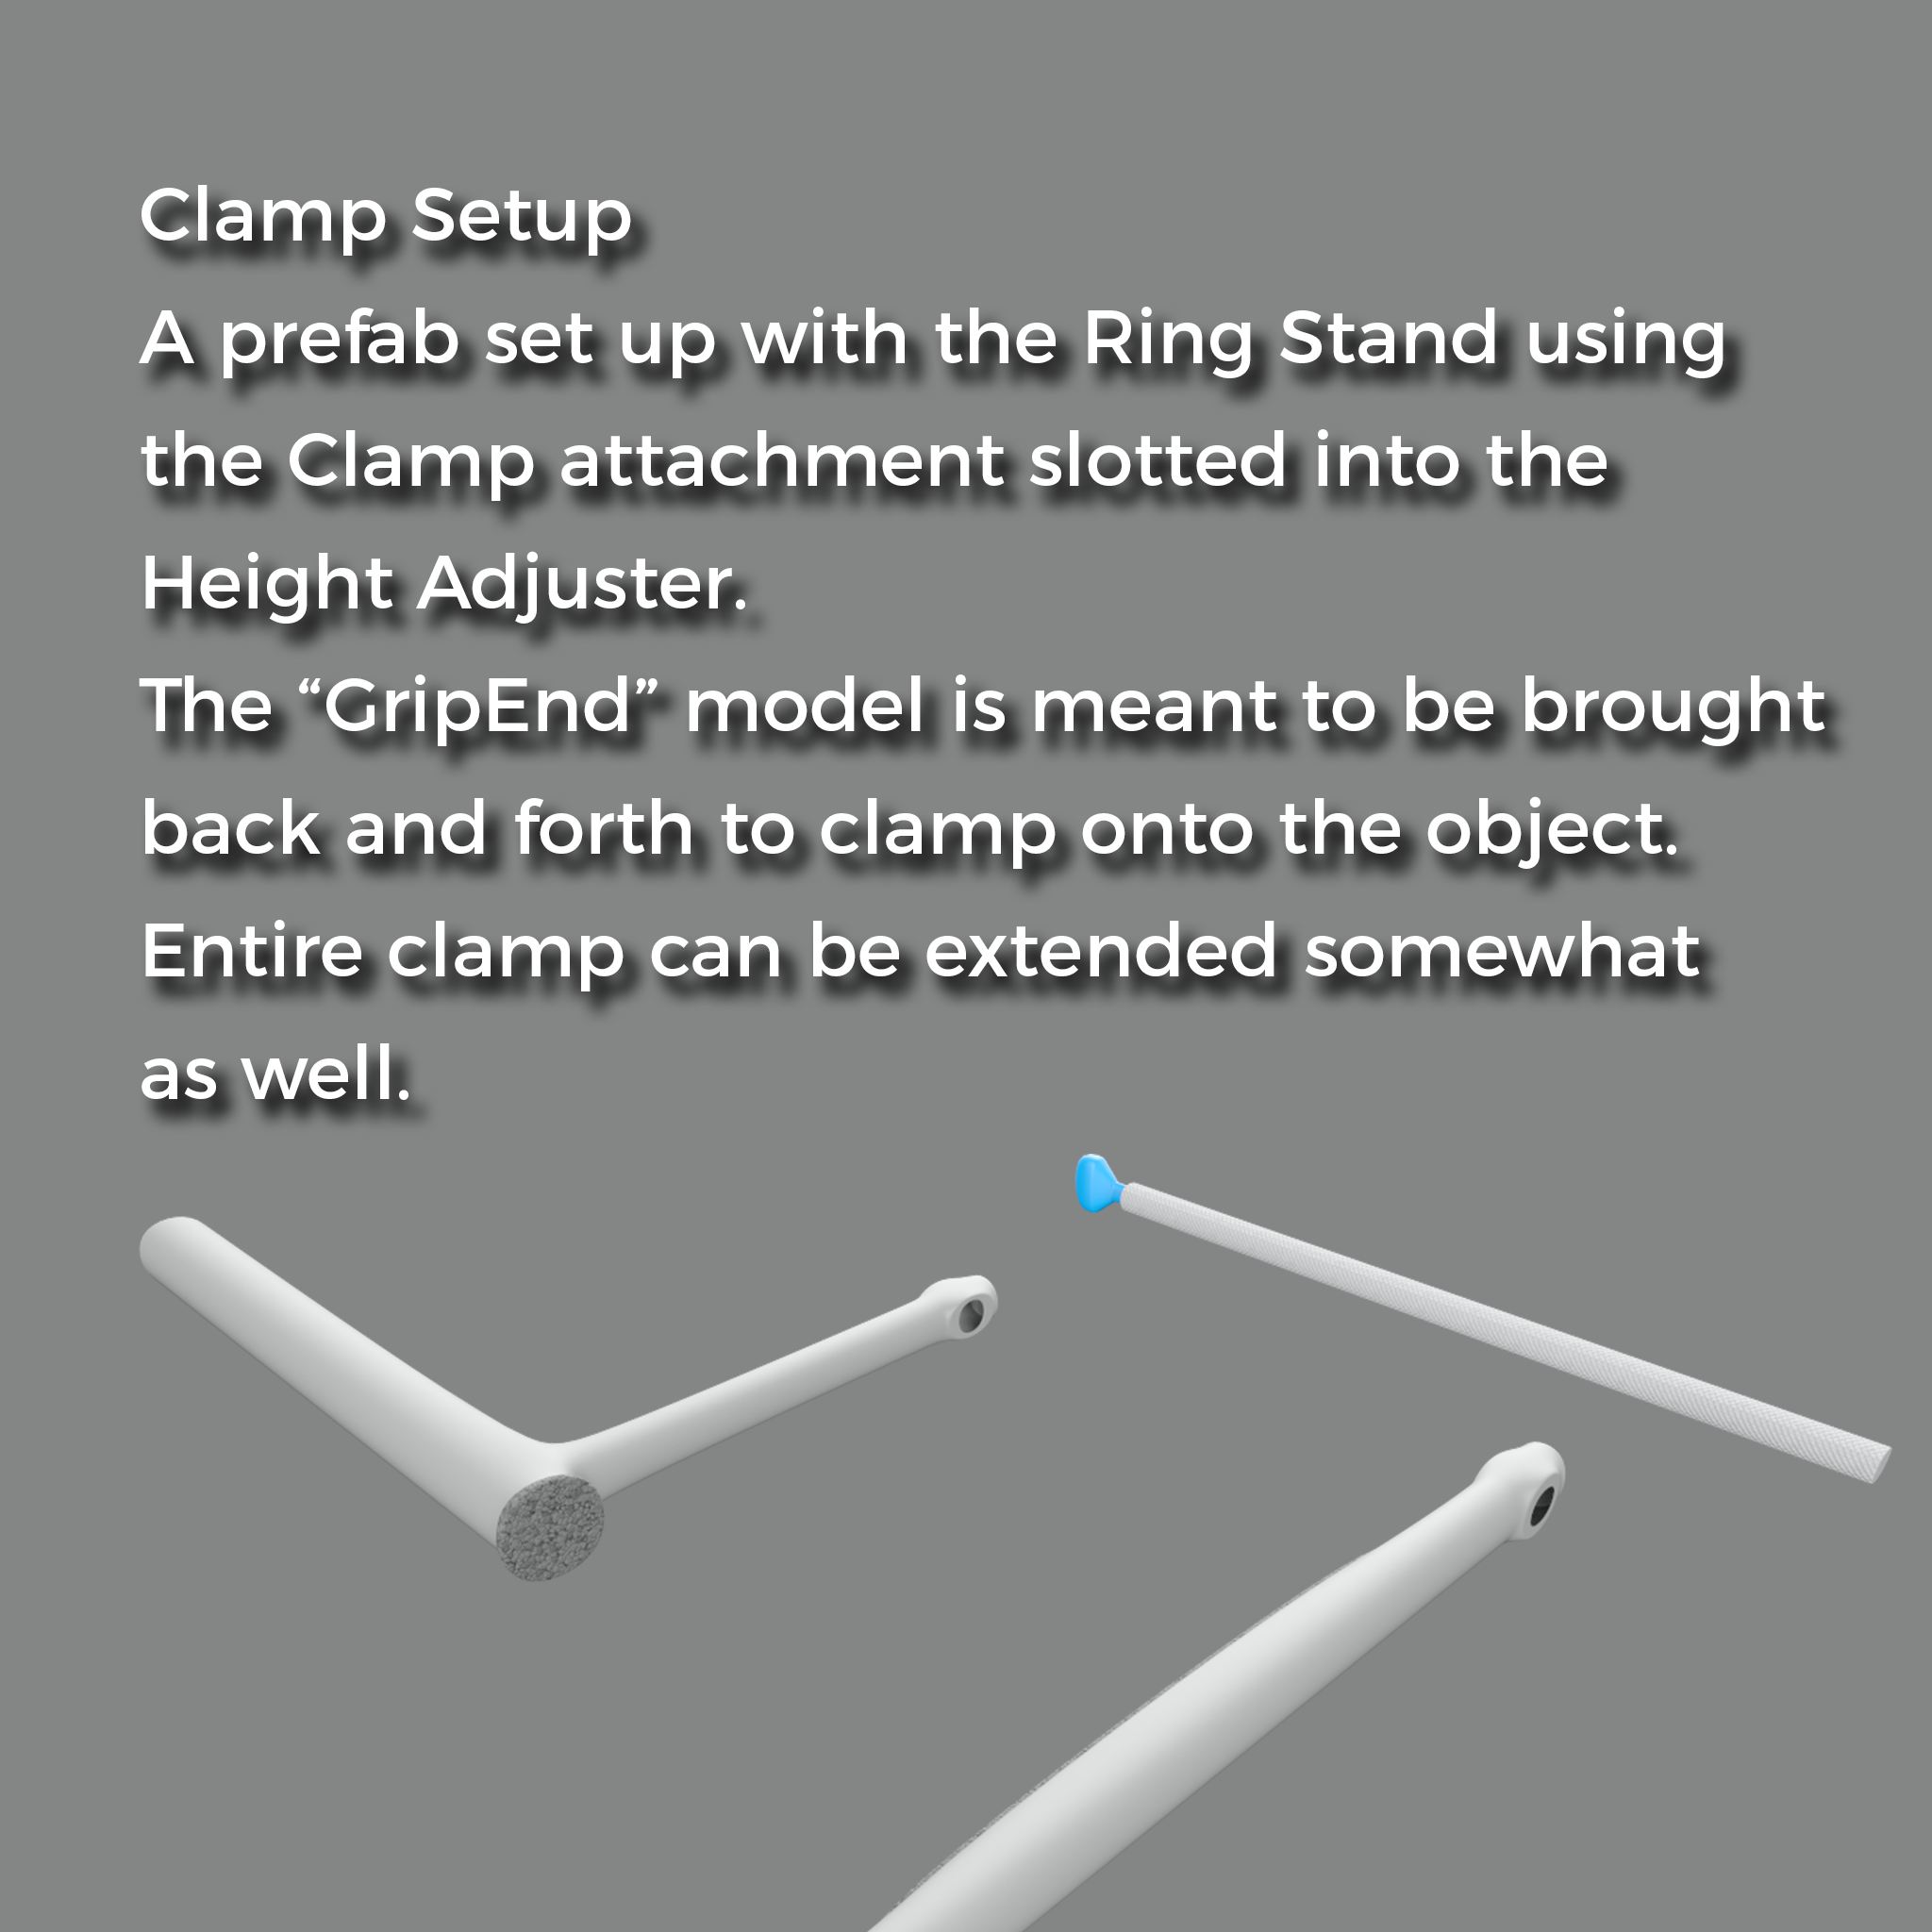 Clamp Setup
A prefab set up with the Ring Stand using
the Clamp attachment slotted into the
Height Adjuster.
The “GripEnd” model is meant to be brought
back and forth to clamp onto the object.
Entire clamp can be extended somewhat
as well.